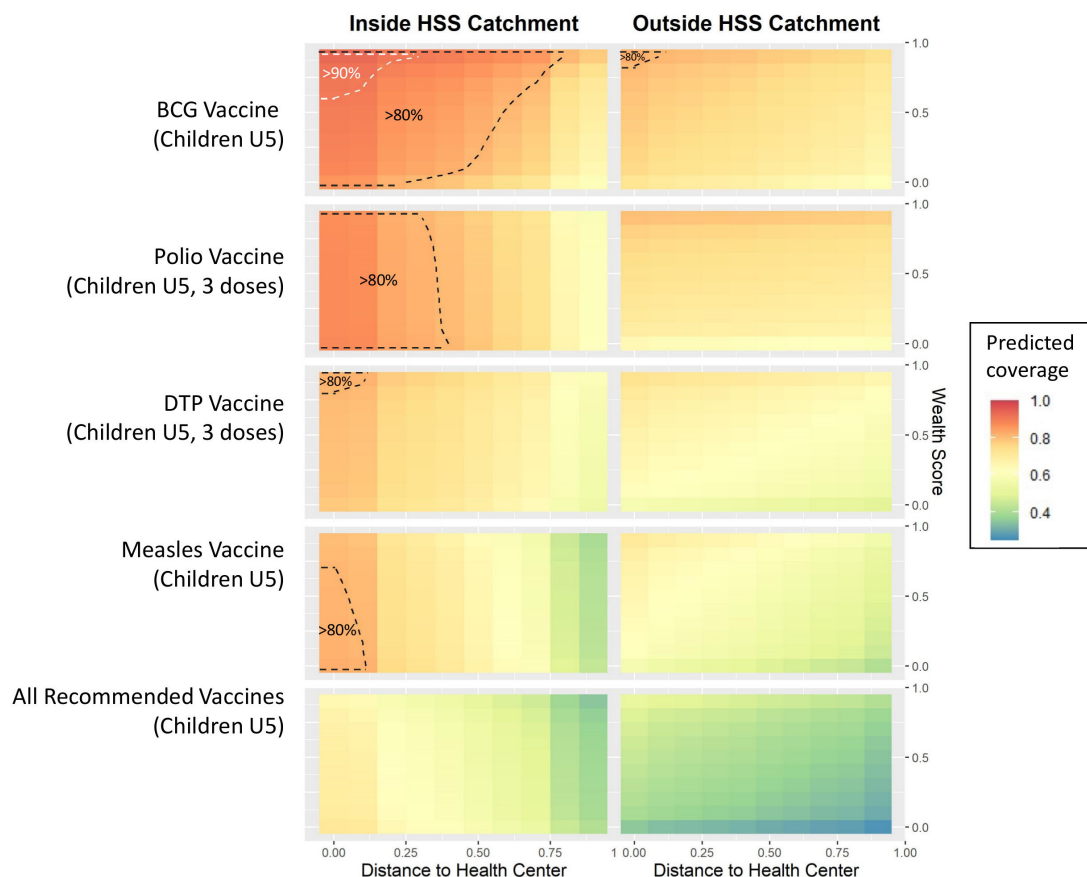 Inside HSS Catchment
Outside HSS Catchment
BCG Vaccine
(Children U5)
>90%
>80%
>80%
1.0
0.5
0.0
Polio Vaccine
(Children U5, 3 doses)
>80%
1.0
0.5
0.0
DTP Vaccine
(Children U5, 3 doses)
>80%
1.0
0.5
0.0
Measles Vaccine
(Children U5)
>80%
1.0
0.5
0.0
All Recommended Vaccines
(Children U5)
1.0
0.5
0.0
Wealth Score
0.00 0.25 0.50 0.75 1 0.00 0.25 0.50 0.75 1.00
Distance to Health Center
Distance to Health Center
Predicted
coverage
1.0
0.8
0.6
0.4